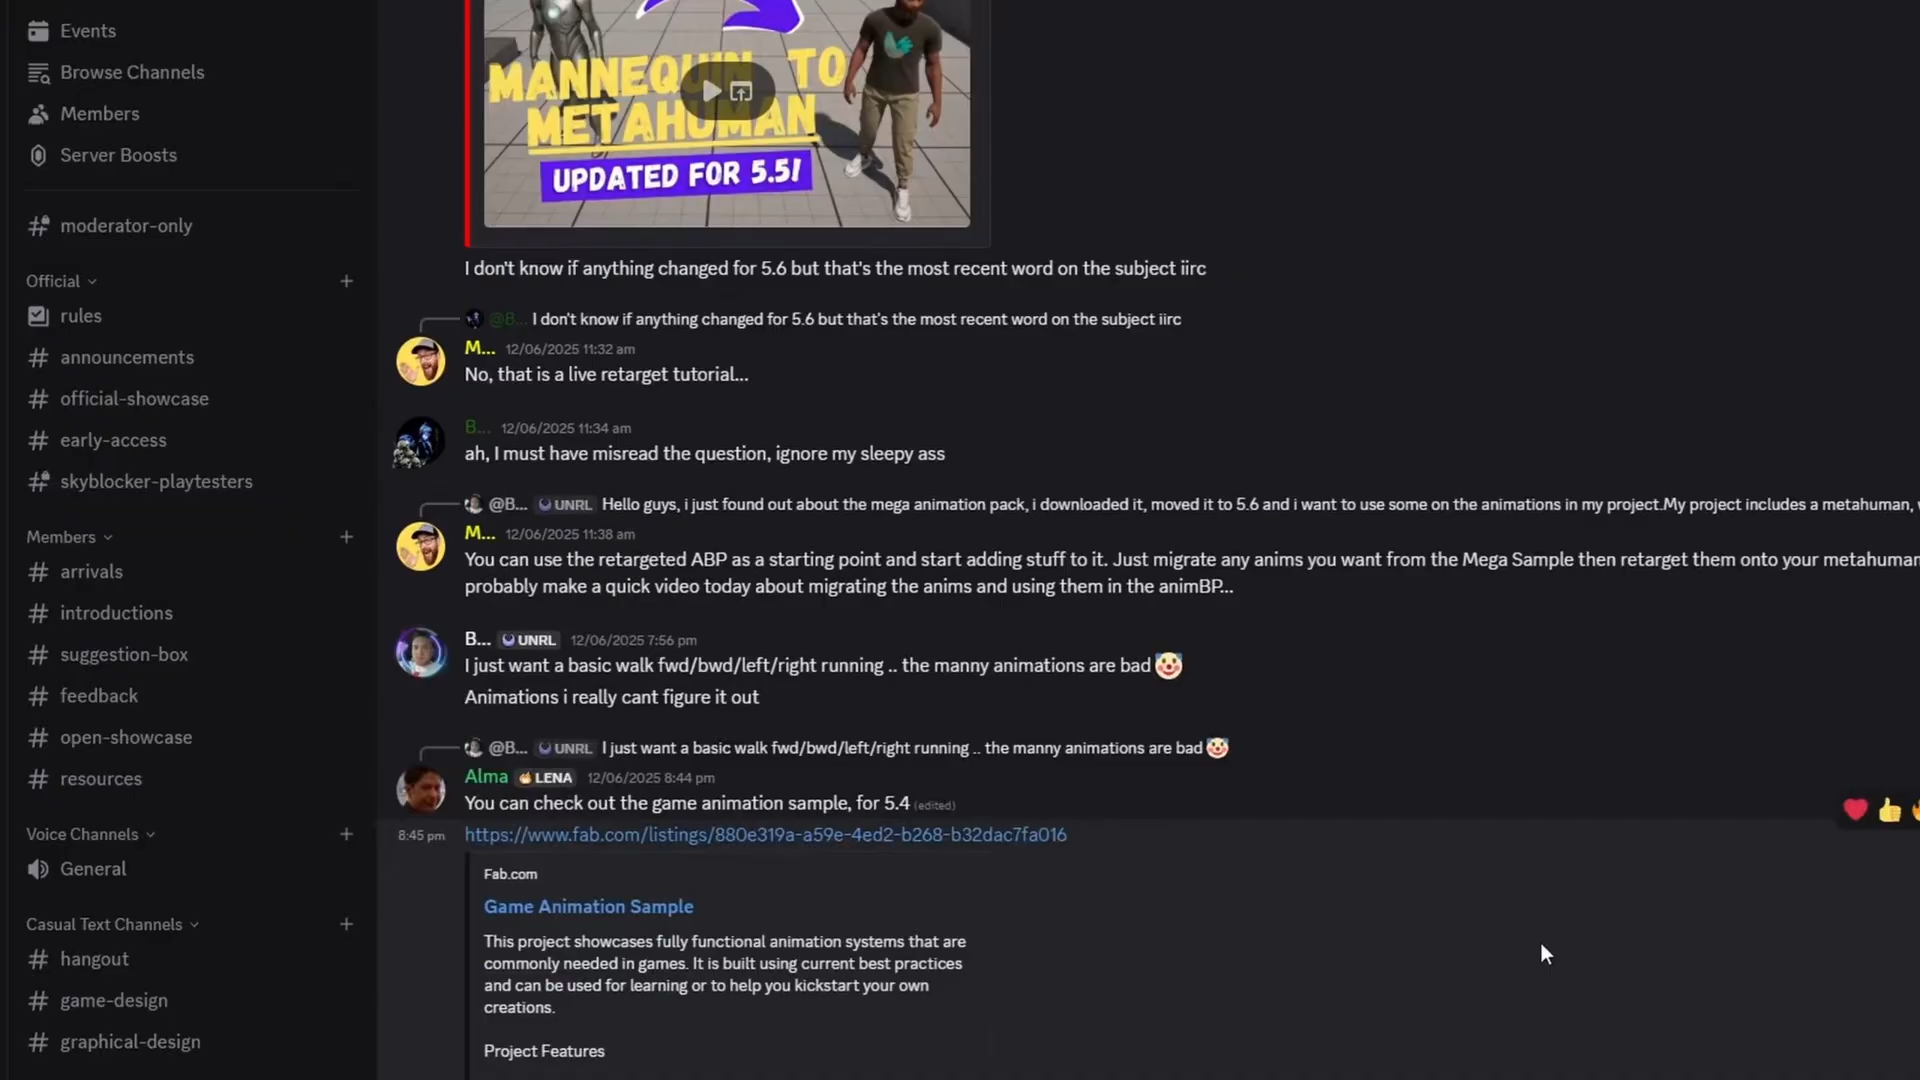 Events
Browse Channels
Members
Server Boosts
moderator-only
Official
rules
announcements
official-showcase
early-access
skyblocker-playtesters
Members
arrivals
introductions
suggestion-box
feedback
open-showcase
resources
Voice Channels
General
Casual Text Channels
hangout
game-design
graphical-design
MANNEQUIN TO
METAHUMAN
UPDATED FOR 5.5!
I don't know if anything changed for 5.6 but that's the most recent word on the subject iirc
@B... I don't know if anything changed for 5.6 but that's the most recent word on the subject iirc
M... 12/06/2025 11:32 am
No, that is a live retarget tutorial...
B... 12/06/2025 11:34 am
ah, I must have misread the question, ignore my sleepy ass
@B... UNRL Hello guys, i just found out about the mega animation pack, i downloaded it, moved it to 5.6 and i want to use some on the animations in my project.My project includes a metahuman,
M... 12/06/2025 11:38 am
You can use the retargeted ABP as a starting point and start adding stuff to it. Just migrate any anims you want from the Mega Sample then retarget them onto your metahuman
probably make a quick video today about migrating the anims and using them in the animBP...
B... UNRL 12/06/2025 7:56 pm
I just want a basic walk fwd/bwd/left/right running .. the manny animations are bad 🤡
Animations i really cant figure it out
@B... UNRL I just want a basic walk fwd/bwd/left/right running .. the manny animations are bad 🤡
Alma LENA 12/06/2025 8:44 pm
You can check out the game animation sample, for 5.4 (edited)
8:45 pm https://www.fab.com/listings/880e319a-a59e-4ed2-b268-b32dac7fa016
Fab.com
Game Animation Sample
This project showcases fully functional animation systems that are
commonly needed in games. It is built using current best practices
and can be used for learning or to help you kickstart your own
creations.
Project Features